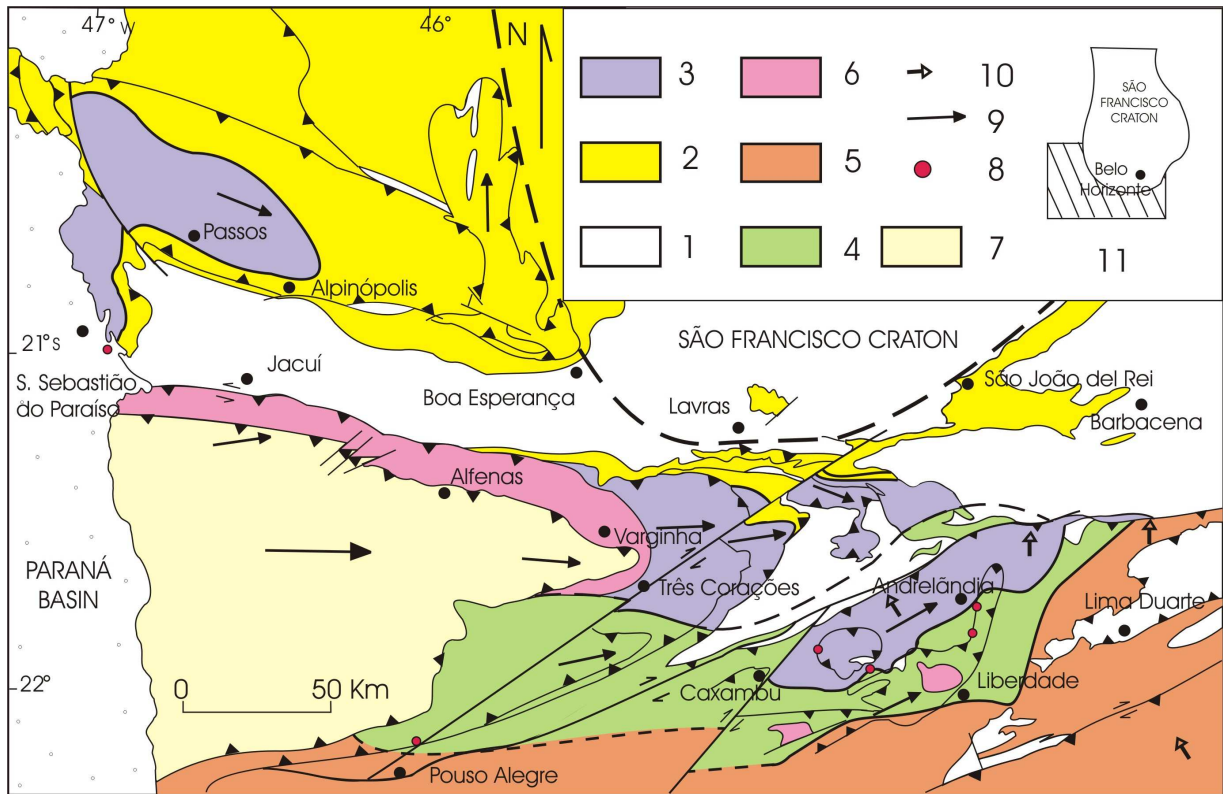 47° W
46°
N
3
6
10
9
2
5
8
1
4
7
11
SÃO
FRANCISCO
CRATON
Belo
Horizonte
Passos
Alpinópolis
21°S
S. Sebastião
do Paraíso
Jacuí
Boa Esperança
SÃO FRANCISCO CRATON
Lavras
São João del Rei
Barbacena
Alfenas
Varginha
Três Corações
PARANÁ
BASIN
Andrelãndia
Lima Duarte
22°
0
50 Km
Caxambu
Liberdade
Pouso Alegre